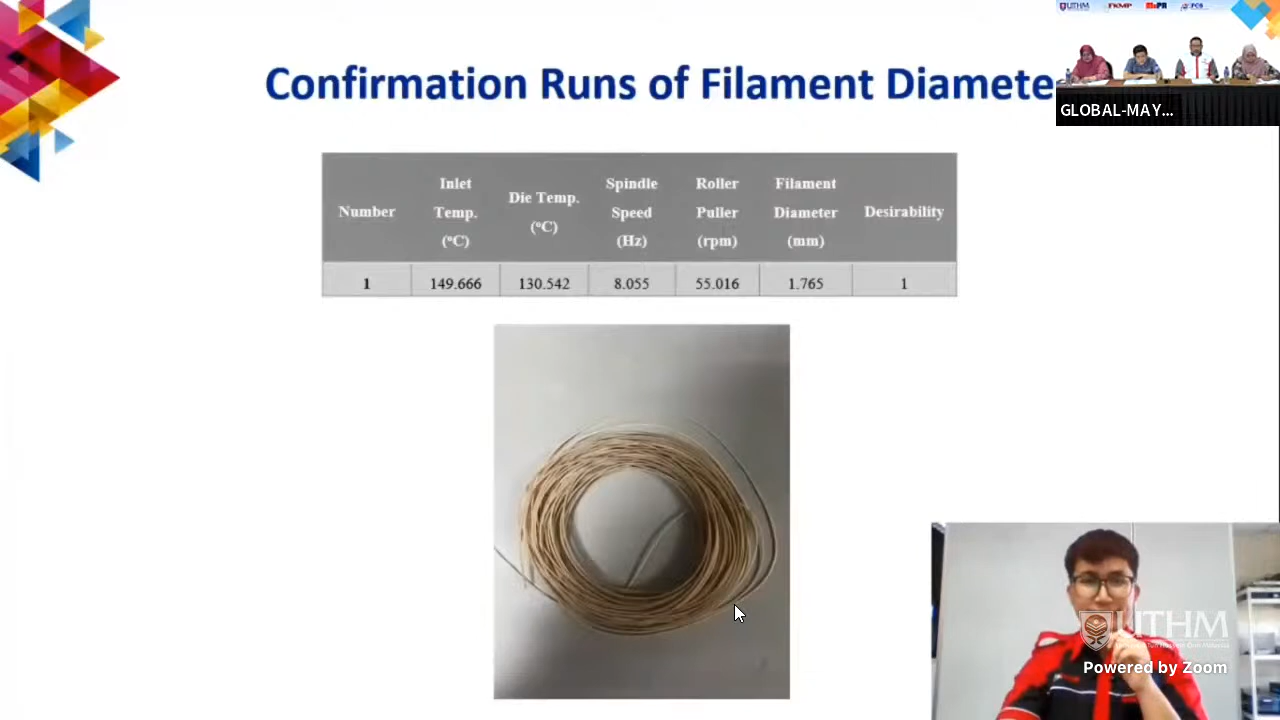 UTHM FKMP
Confirmation Runs of Filament Diamete
GLOBAL-MAY...
Number
Inlet
Temp.
(°C)
Die Temp.
(°C)
Spindle
Speed
(Hz)
Roller
Puller
(rpm)
Filament
Diameter
(mm)
Desirability
1 149.666 130.542 8.055 55.016 1.765 1
UTHM
Powered by Zoom